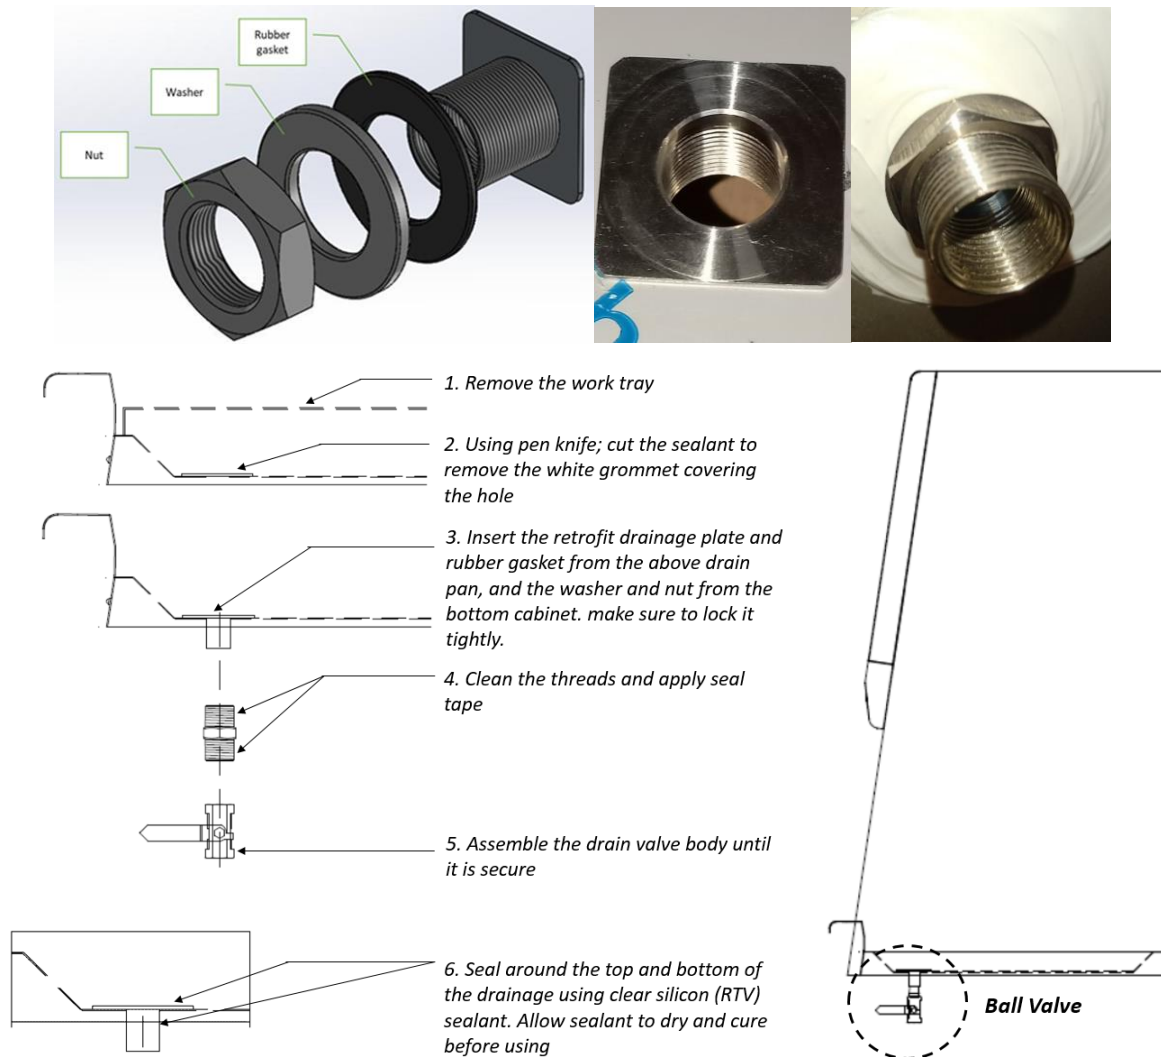 Rubber
gasket
Washer
Nut
1. Remove the work tray
2. Using pen knife; cut the sealant to
remove the white grommet covering
the hole
3. Insert the retrofit drainage plate and
rubber gasket from the above drain
pan, and the washer and nut from the
bottom cabinet. make sure to lock it
tightly.
4. Clean the threads and apply seal
tape
5. Assemble the drain valve body until
it is secure
6. Seal around the top and bottom of
the drainage using clear silicon (RTV)
sealant. Allow sealant to dry and cure
before using
Ball Valve